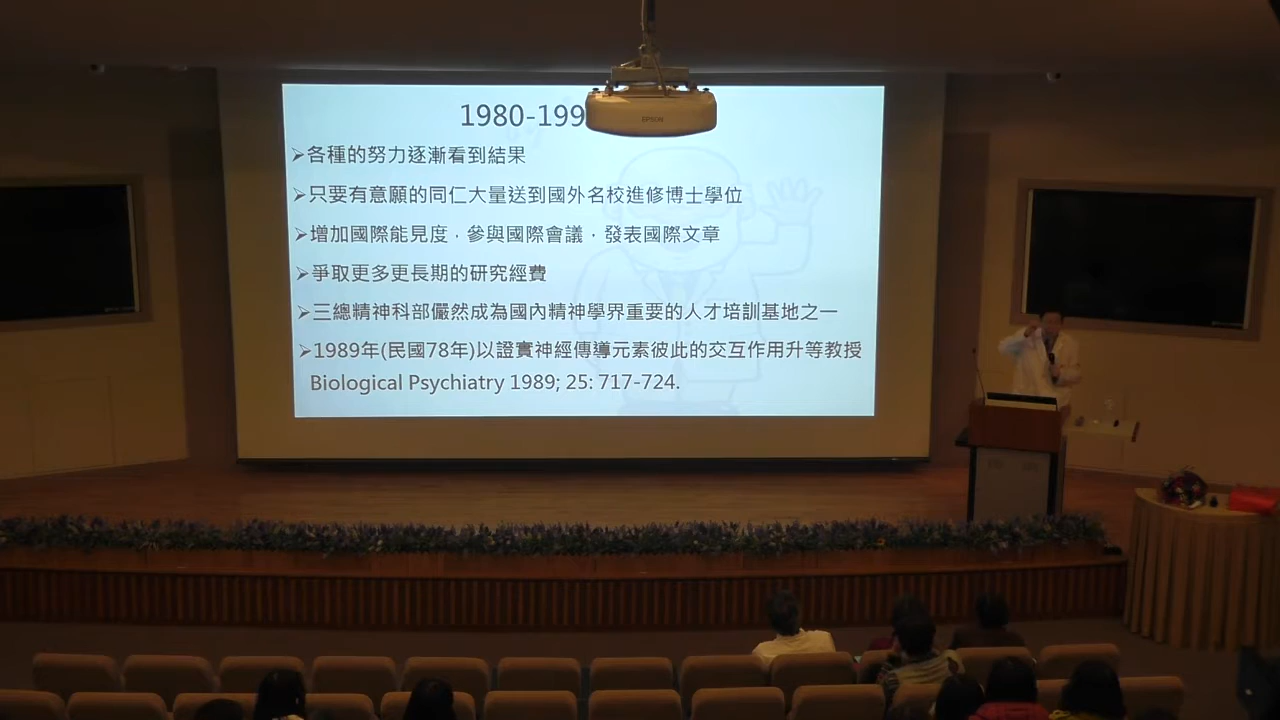 1980-199
EPSON
➢各種的努力逐漸看到結果
➢只要有意願的同仁大量送到國外名校進修博士學位
➢增加國際能見度．參與國際會議．發表國際文章
➢爭取更多更長期的研究經費
➢三總精神科部儼然成為國內精神學界重要的人才培訓基地之一
➢1989年(民國78年)以證實神經傳導元素彼此的交互作用升等教授
Biological Psychiatry 1989; 25: 717-724.